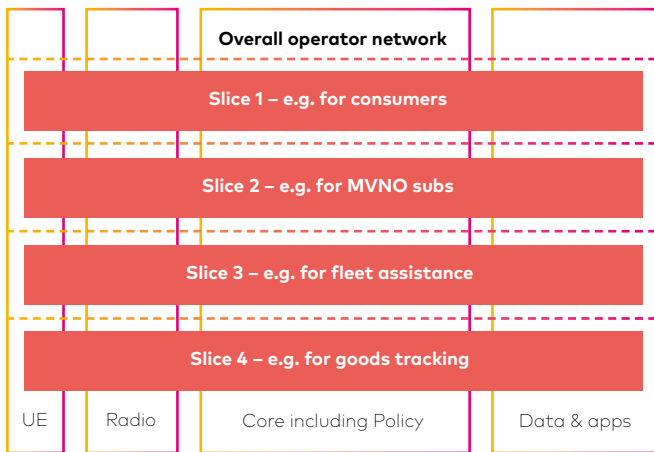 Overall operator network
Slice 1 – e.g. for consumers
Slice 2 – e.g. for MVNO subs
Slice 3 – e.g. for fleet assistance
Slice 4 – e.g. for goods tracking
UE
Radio
Core including Policy
Data & apps